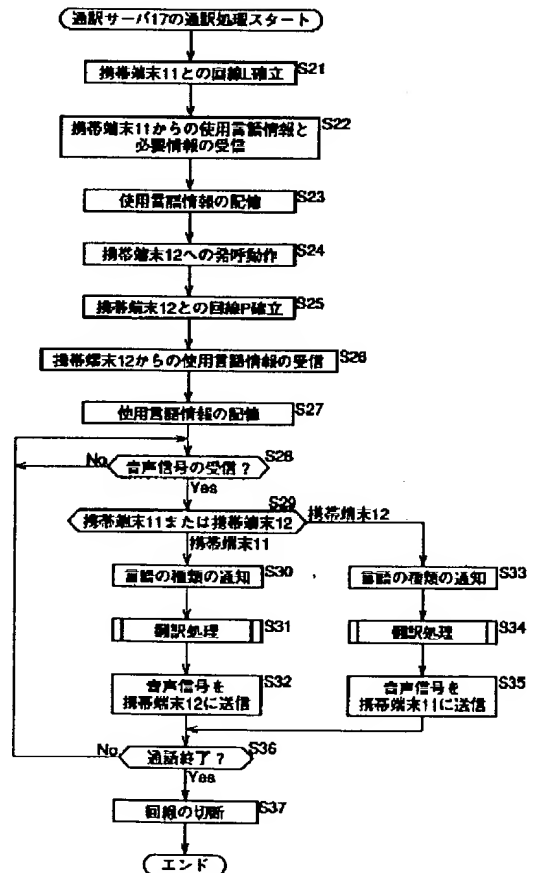 通訳サーバ17の通訳処理スタート
携帯端末11との回線L確立
S21
携帯端末11からの使用言語情報と
必要情報の受信
S22
使用言語情報の記憶
S23
携帯端末12への発呼動作
S24
携帯端末12との回線P確立
S25
携帯端末12からの使用言語情報の受信
S26
使用言語情報の記憶
S27
No
音声信号の受信?
S28
Yes
S29
携帯端末11または携帯端末12
携帯端末12
携帯端末11
言語の種類の通知
S30
言語の種類の通知
S33
翻訳処理
S31
翻訳処理
S34
音声信号を
携帯端末12に送信
S32
音声信号を
携帯端末11に送信
S35
No
通話終了?
S36
Yes
回線の切断
S37
エンド